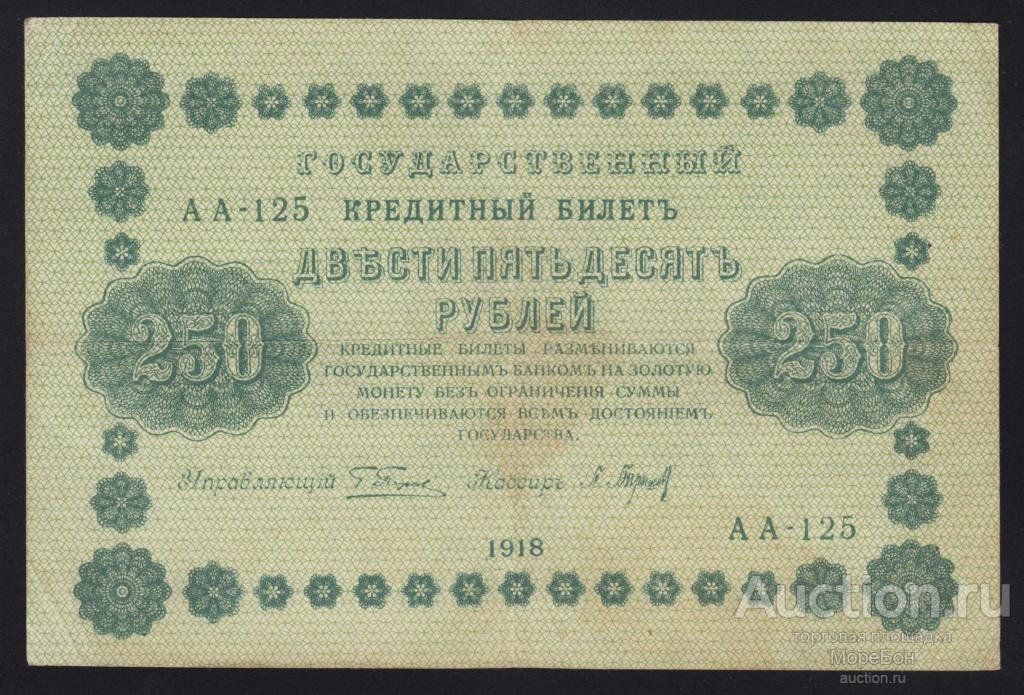 ГОСУДАРСТВЕННЫЙ
АА-125 КРЕДИТНЫЙ БИЛЕТЪ
ДВѢСТИ ПЯТЬДЕСЯТЪ
РУБЛЕЙ
250 250
КРЕДИТНЫЕ БИЛЕТЫ РАЗМѢНИВАЮТСЯ
ГОСУДАРСТВЕННЫМЪ БАНКОМЪ НА ЗОЛОТУЮ
МОНЕТУ БЕЗЪ ОГРАНИЧЕНІЯ СУММЫ
И ОБЕЗПЕЧИВАЮТСЯ ВСѢМЪ ДОСТОЯНІЕМЪ
ГОСУДАРСТВА.
Управляющій Кассиръ
АА-125
1918
Auction.ru
торговая площадка
МореБон
auction.ru